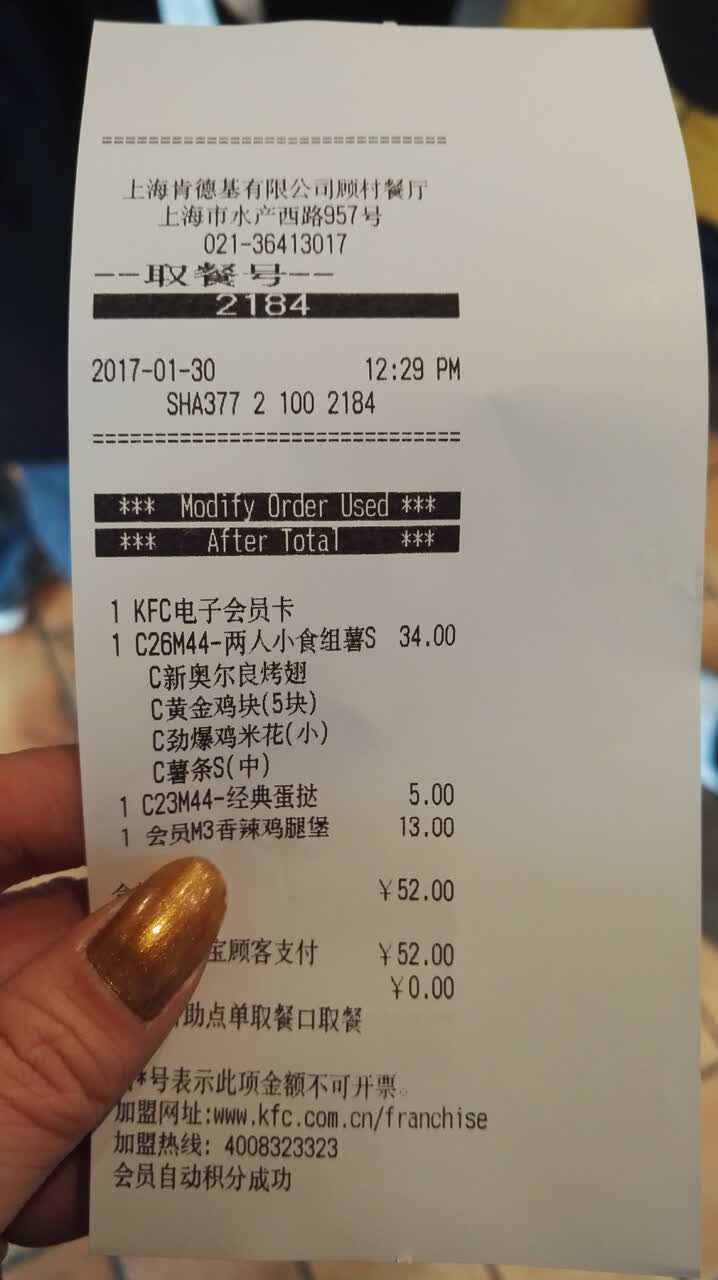 ==============================
上海肯德基有限公司顾村餐厅
上海市水产西路957号
021-36413017
--取餐号--
2184
2017-01-30 12:29 PM
SHA377 2 100 2184
==============================
*** Modify Order Used ***
*** After Total ***
1 KFC电子会员卡
1 C26M44-两人小食组薯S 34.00
C新奥尔良烤翅
C黄金鸡块(5块)
C劲爆鸡米花(小)
C薯条S(中)
1 C23M44-经典蛋挞 5.00
1 会员M3香辣鸡腿堡 13.00
¥52.00
宝顾客支付 ¥52.00
¥0.00
助点单取餐口取餐
*号表示此项金额不可开票。
加盟网址:www.kfc.com.cn/franchise
加盟热线: 4008323323
会员自动积分成功